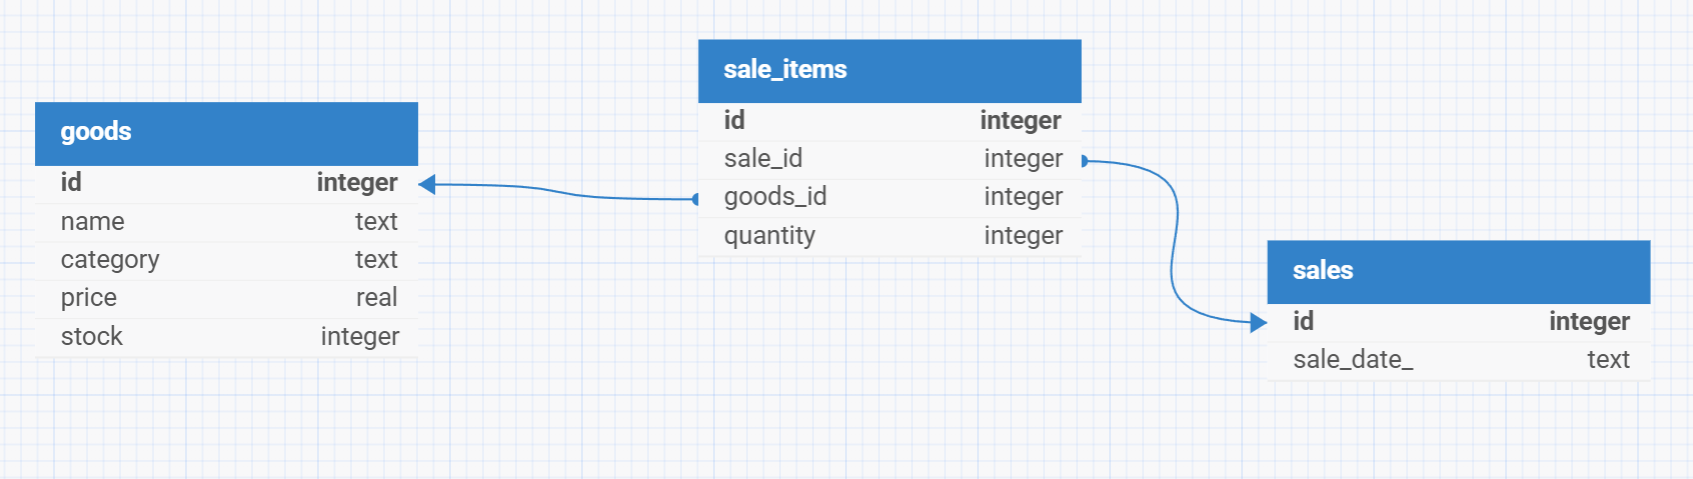 goods
id integer
name text
category text
price real
stock integer
sale_items
id integer
sale_id integer
goods_id integer
quantity integer
sales
id integer
sale_date_ text